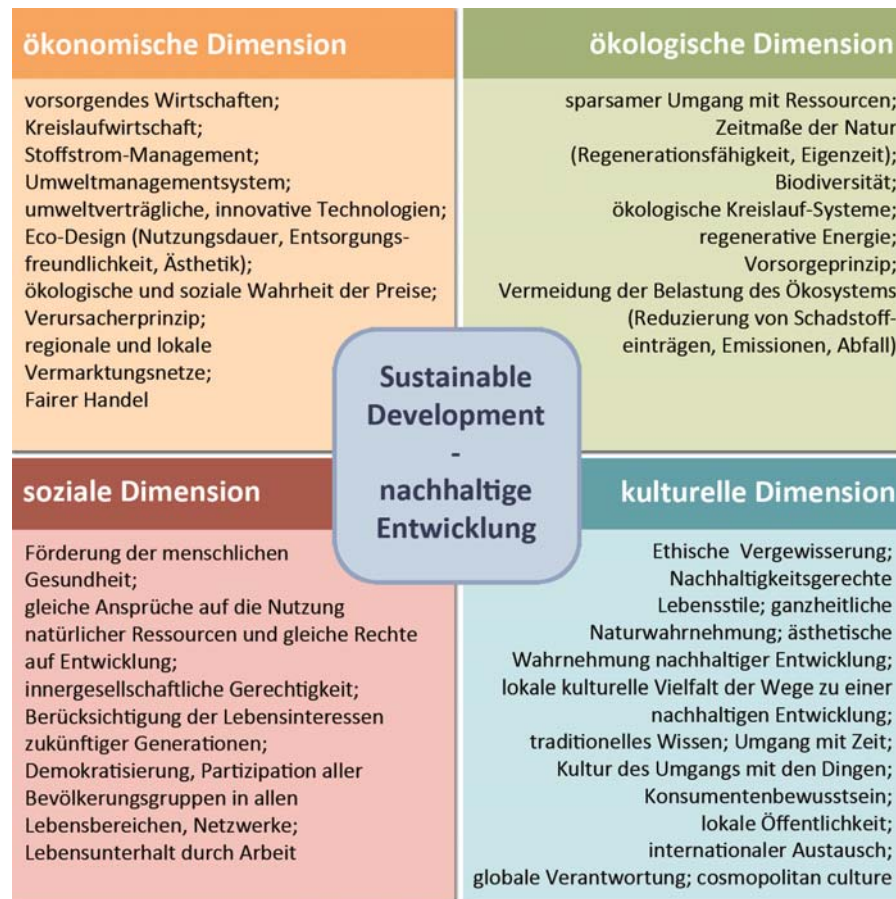 ökonomische Dimension
vorsorgendes Wirtschaften;
Kreislaufwirtschaft;
Stoffstrom-Management;
Umweltmanagementsystem;
umweltverträgliche, innovative Technologien;
Eco-Design (Nutzungsdauer, Entsorgungs-
freundlichkeit, Ästhetik);
ökologische und soziale Wahrheit der Preise;
Verursacherprinzip;
regionale und lokale
Vermarktungsnetze;
Fairer Handel
ökologische Dimension
sparsamer Umgang mit Ressourcen;
Zeitmaße der Natur
(Regenerationsfähigkeit, Eigenzeit);
Biodiversität;
ökologische Kreislauf-Systeme;
regenerative Energie;
Vorsorgeprinzip;
Vermeidung der Belastung des Ökosystems
(Reduzierung von Schadstoff-
einträgen, Emissionen, Abfall)
Sustainable
Development
-
nachhaltige
Entwicklung
soziale Dimension
Förderung der menschlichen
Gesundheit;
gleiche Ansprüche auf die Nutzung
natürlicher Ressourcen und gleiche Rechte
auf Entwicklung;
innergesellschaftliche Gerechtigkeit;
Berücksichtigung der Lebensinteressen
zukünftiger Generationen;
Demokratisierung, Partizipation aller
Bevölkerungsgruppen in allen
Lebensbereichen, Netzwerke;
Lebensunterhalt durch Arbeit
kulturelle Dimension
Ethische Vergewisserung;
Nachhaltigkeitsgerechte
Lebensstile; ganzheitliche
Naturwahrnehmung; ästhetische
Wahrnehmung nachhaltiger Entwicklung;
lokale kulturelle Vielfalt der Wege zu einer
nachhaltigen Entwicklung;
traditionelles Wissen; Umgang mit Zeit;
Kultur des Umgangs mit den Dingen;
Konsumentenbewusstsein;
lokale Öffentlichkeit;
internationaler Austausch;
globale Verantwortung; cosmopolitan culture